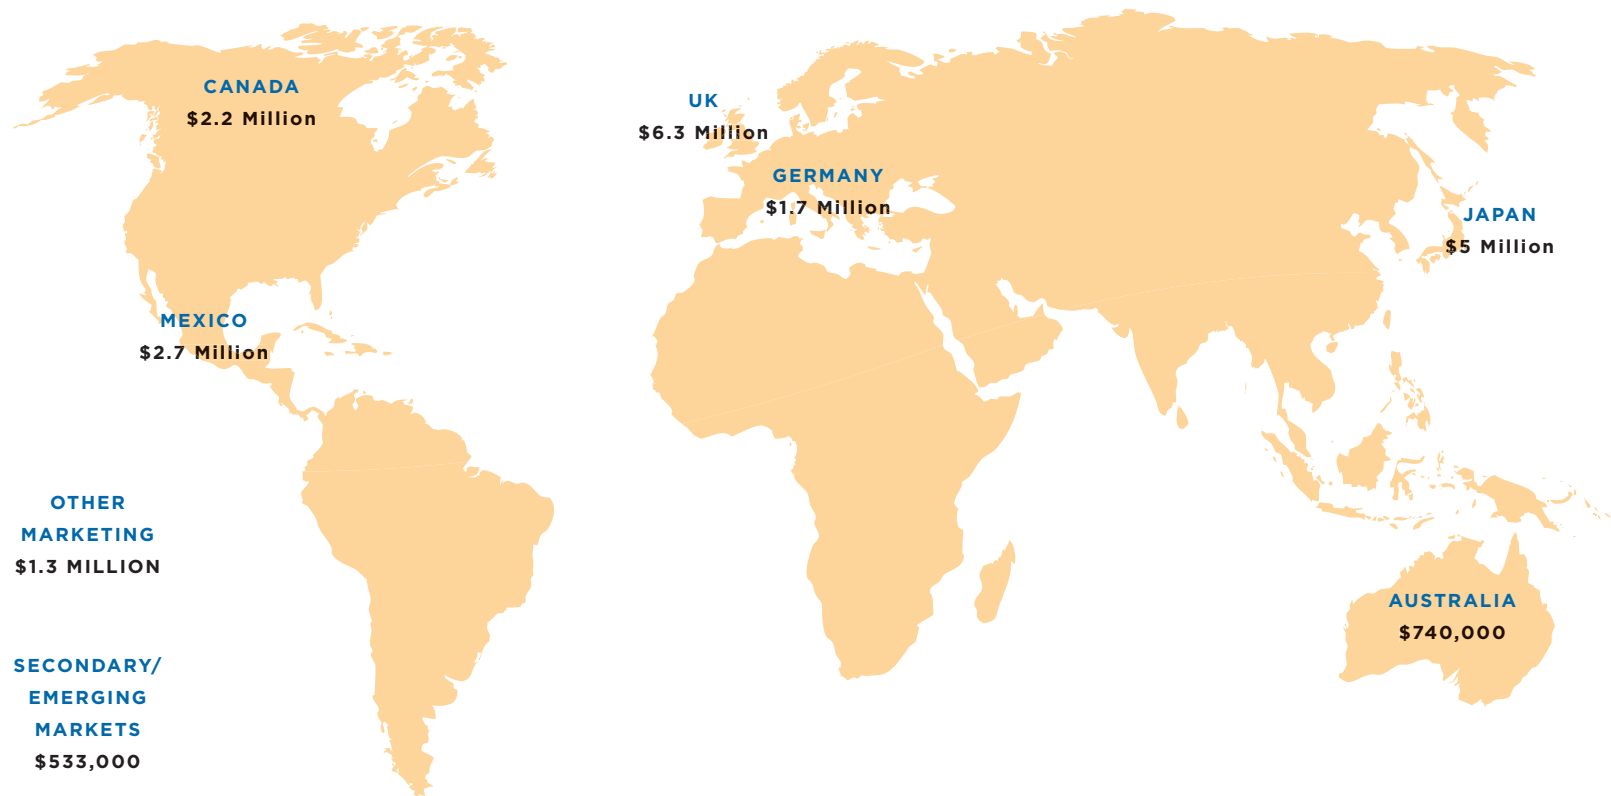 CANADA
$2.2 Million
UK
$6.3 Million
GERMANY
$1.7 Million
JAPAN
$5 Million
MEXICO
$2.7 Million
OTHER
MARKETING
$1.3 MILLION
AUSTRALIA
$740,000
SECONDARY/
EMERGING
MARKETS
$533,000